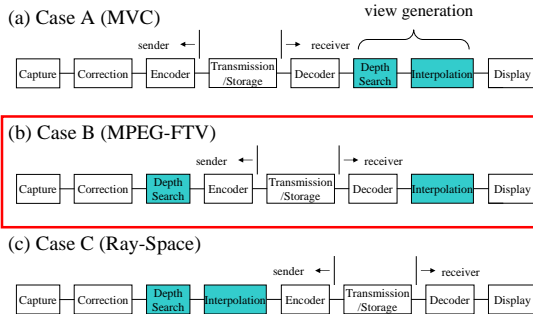 view generation
(a) Case A (MVC)
sender receiver
Capture Correction Encoder Transmission /Storage Decoder Depth Search Interpolation Display
(b) Case B (MPEG-FTV)
sender receiver
Capture Correction Depth Search Encoder Transmission /Storage Decoder Interpolation Display
(c) Case C (Ray-Space)
sender receiver
Capture Correction Depth Search Interpolation Encoder Transmission /Storage Decoder Display